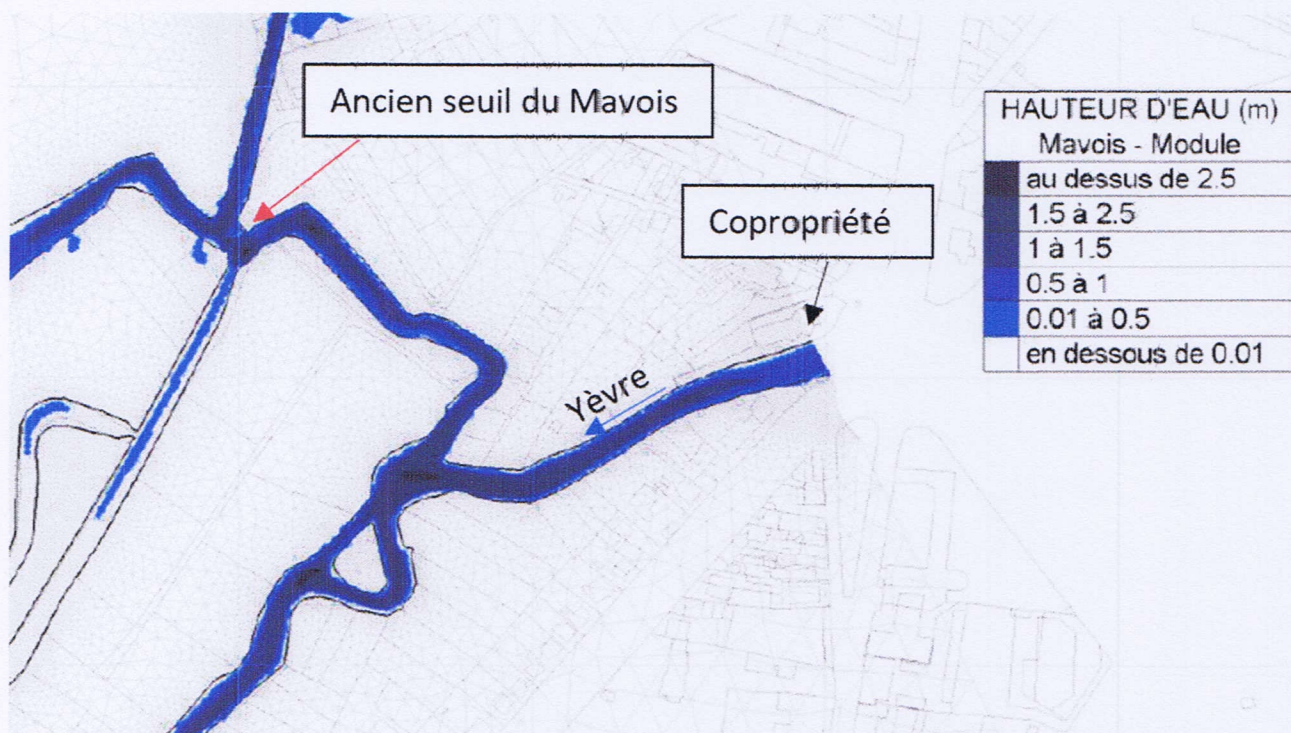 Ancien seuil du Mavois
Copropriété
Yèvre
HAUTEUR D'EAU (m)
Mavois - Module
au dessus de 2.5
1.5 à 2.5
1 à 1.5
0.5 à 1
0.01 à 0.5
en dessous de 0.01